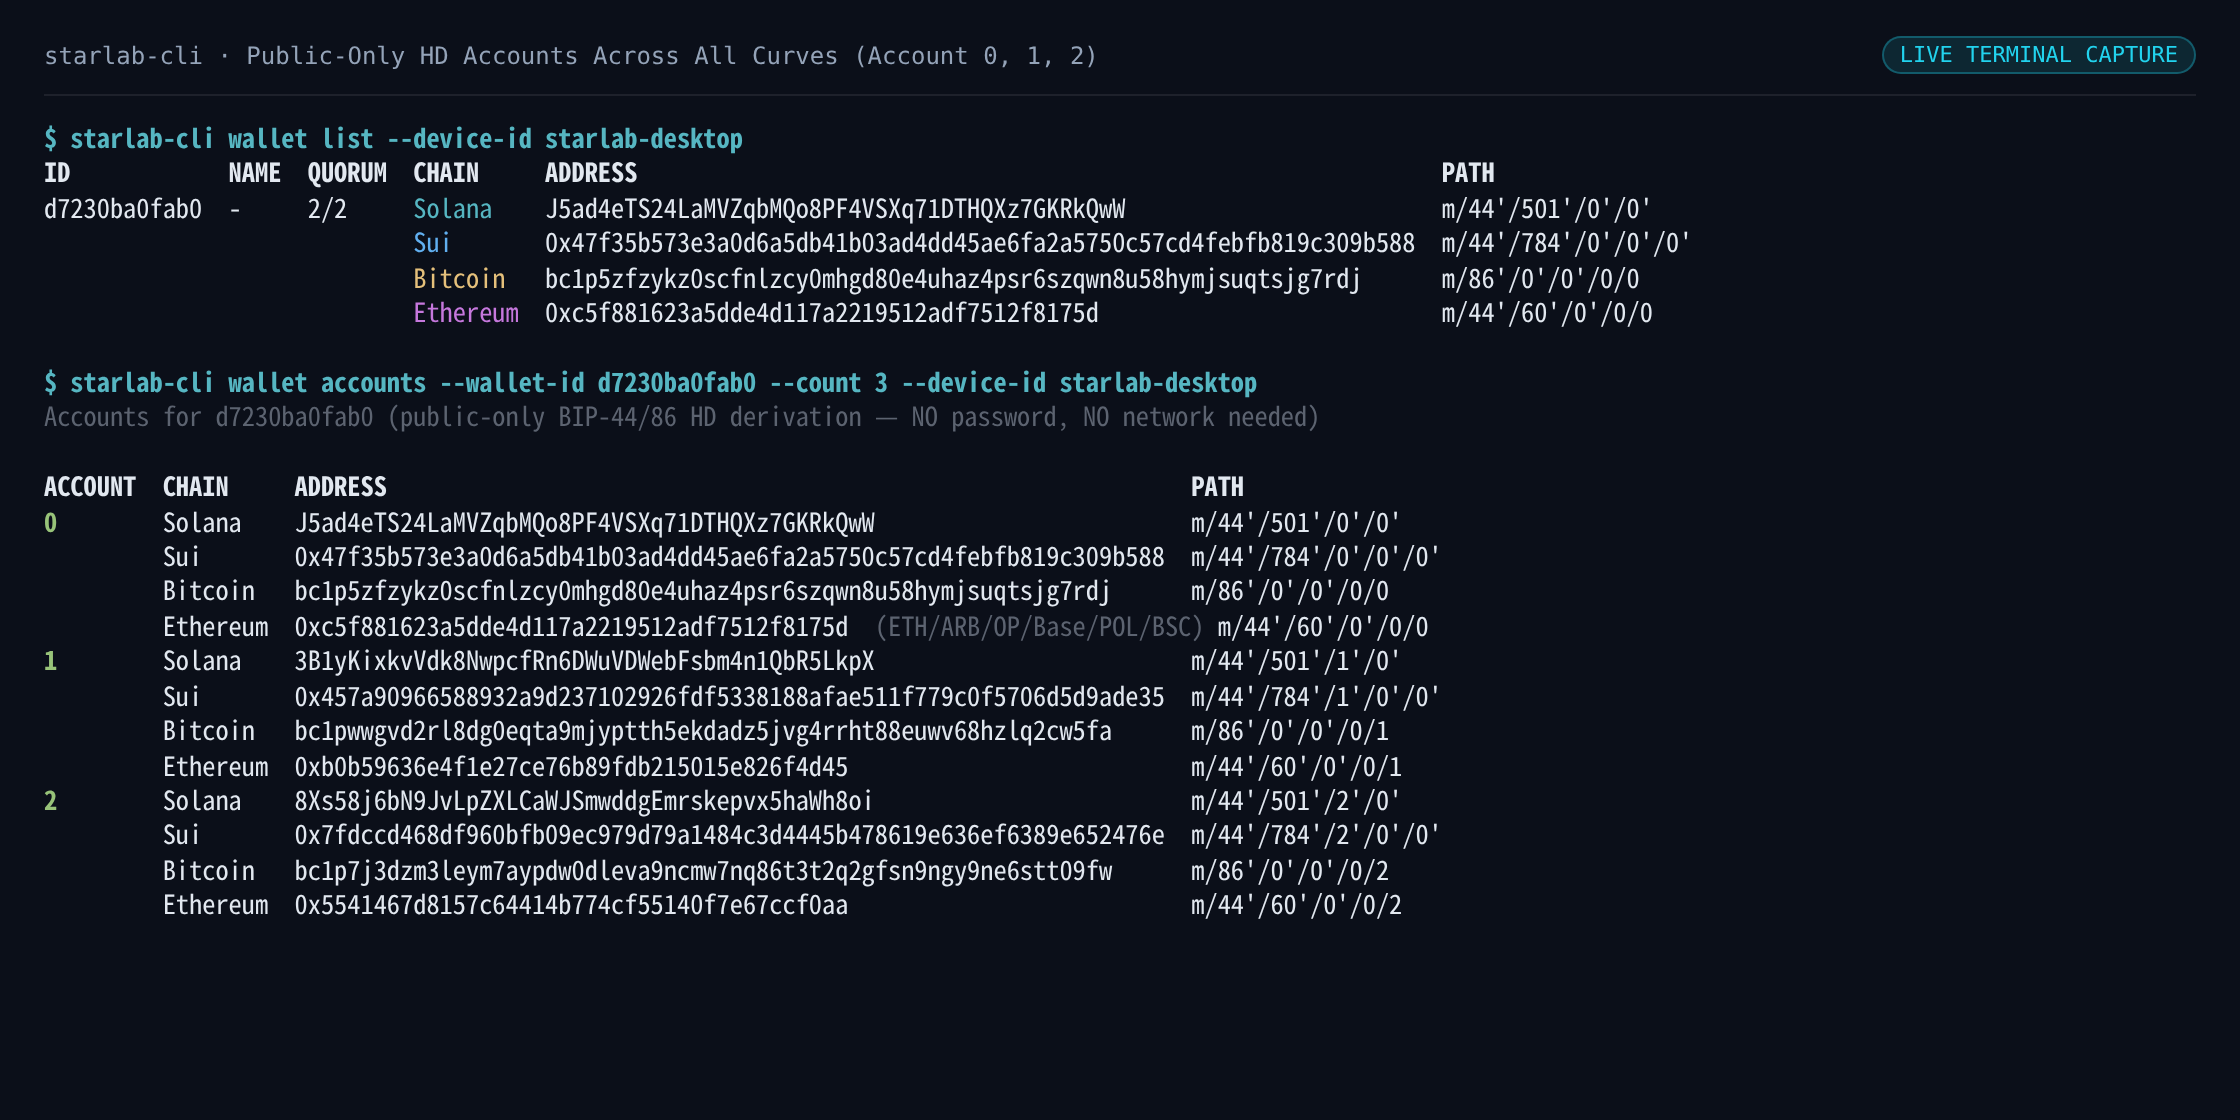 starlab-cli · Public-Only HD Accounts Across All Curves (Account 0, 1, 2)
LIVE TERMINAL CAPTURE
$ starlab-cli wallet list --device-id starlab-desktop
ID NAME QUORUM CHAIN ADDRESS PATH
d7230ba0fab0 - 2/2 Solana J5ad4eTS24LaMVZqbMQo8PF4VSXq71DTHQXz7GKRkQwW m/44'/501'/0'/0'
Sui 0x47f35b573e3a0d6a5db41b03ad4dd45ae6fa2a5750c57cd4febfb819c309b588 m/44'/784'/0'/0'/0'
Bitcoin bc1p5zfzykz0scfnlzcy0mhgd80e4uhaz4psr6szqwn8u58hymjsuqtsjg7rdj m/86'/0'/0'/0/0
Ethereum 0xc5f881623a5dde4d117a2219512adf7512f8175d m/44'/60'/0'/0/0
$ starlab-cli wallet accounts --wallet-id d7230ba0fab0 --count 3 --device-id starlab-desktop
Accounts for d7230ba0fab0 (public-only BIP-44/86 HD derivation — NO password, NO network needed)
ACCOUNT CHAIN ADDRESS PATH
0 Solana J5ad4eTS24LaMVZqbMQo8PF4VSXq71DTHQXz7GKRkQwW m/44'/501'/0'/0'
Sui 0x47f35b573e3a0d6a5db41b03ad4dd45ae6fa2a5750c57cd4febfb819c309b588 m/44'/784'/0'/0'/0'
Bitcoin bc1p5zfzykz0scfnlzcy0mhgd80e4uhaz4psr6szqwn8u58hymjsuqtsjg7rdj m/86'/0'/0'/0/0
Ethereum 0xc5f881623a5dde4d117a2219512adf7512f8175d (ETH/ARB/OP/Base/POL/BSC) m/44'/60'/0'/0/0
1 Solana 3B1yKixkvVdk8NwpcfRn6DWuVDWebFsbm4n1QbR5LkpX m/44'/501'/1'/0'
Sui 0x457a90966588932a9d237102926fdf5338188afae511f779c0f5706d5d9ade35 m/44'/784'/1'/0'/0'
Bitcoin bc1pwwgvd2rl8dg0eqta9mjyptth5ekdadz5jvg4rrht88euwv68hzlq2cw5fa m/86'/0'/0'/0/1
Ethereum 0xb0b59636e4f1e27ce76b89fdb215015e826f4d45 m/44'/60'/0'/0/1
2 Solana 8Xs58j6bN9JvLpZXLCaWJSmwddgEmrskepvx5haWh8oi m/44'/501'/2'/0'
Sui 0x7fdccd468df960bfb09ec979d79a1484c3d4445b478619e636ef6389e652476e m/44'/784'/2'/0'/0'
Bitcoin bc1p7j3dzm3leym7aypdw0dleva9ncmw7nq86t3t2q2gfsn9ngy9ne6stt09fw m/86'/0'/0'/0/2
Ethereum 0x5541467d8157c64414b774cf55140f7e67ccf0aa m/44'/60'/0'/0/2